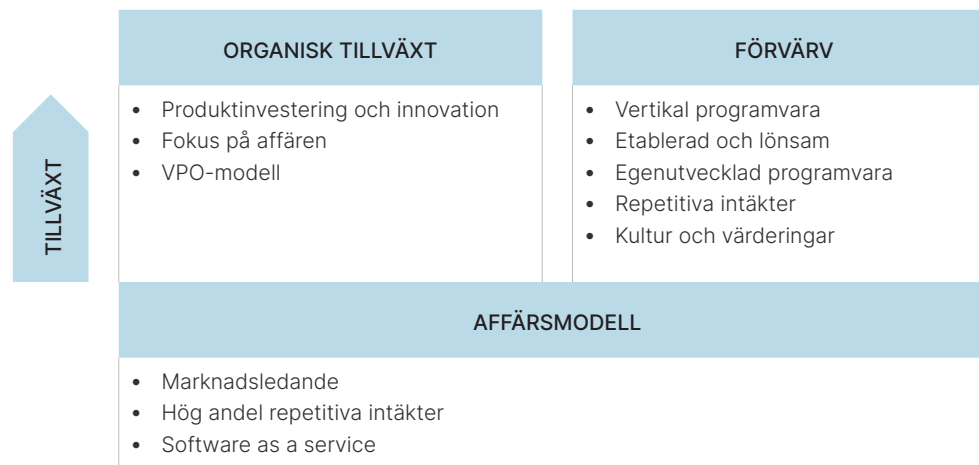 TILLVÄXT
ORGANISK TILLVÄXT
• Produktinvestering och innovation
• Fokus på affären
• VPO-modell
FÖRVÄRV
• Vertikal programvara
• Etablerad och lönsam
• Egenutvecklad programvara
• Repetitiva intäkter
• Kultur och värderingar
AFFÄRSMODELL
• Marknadsledande
• Hög andel repetitiva intäkter
• Software as a service